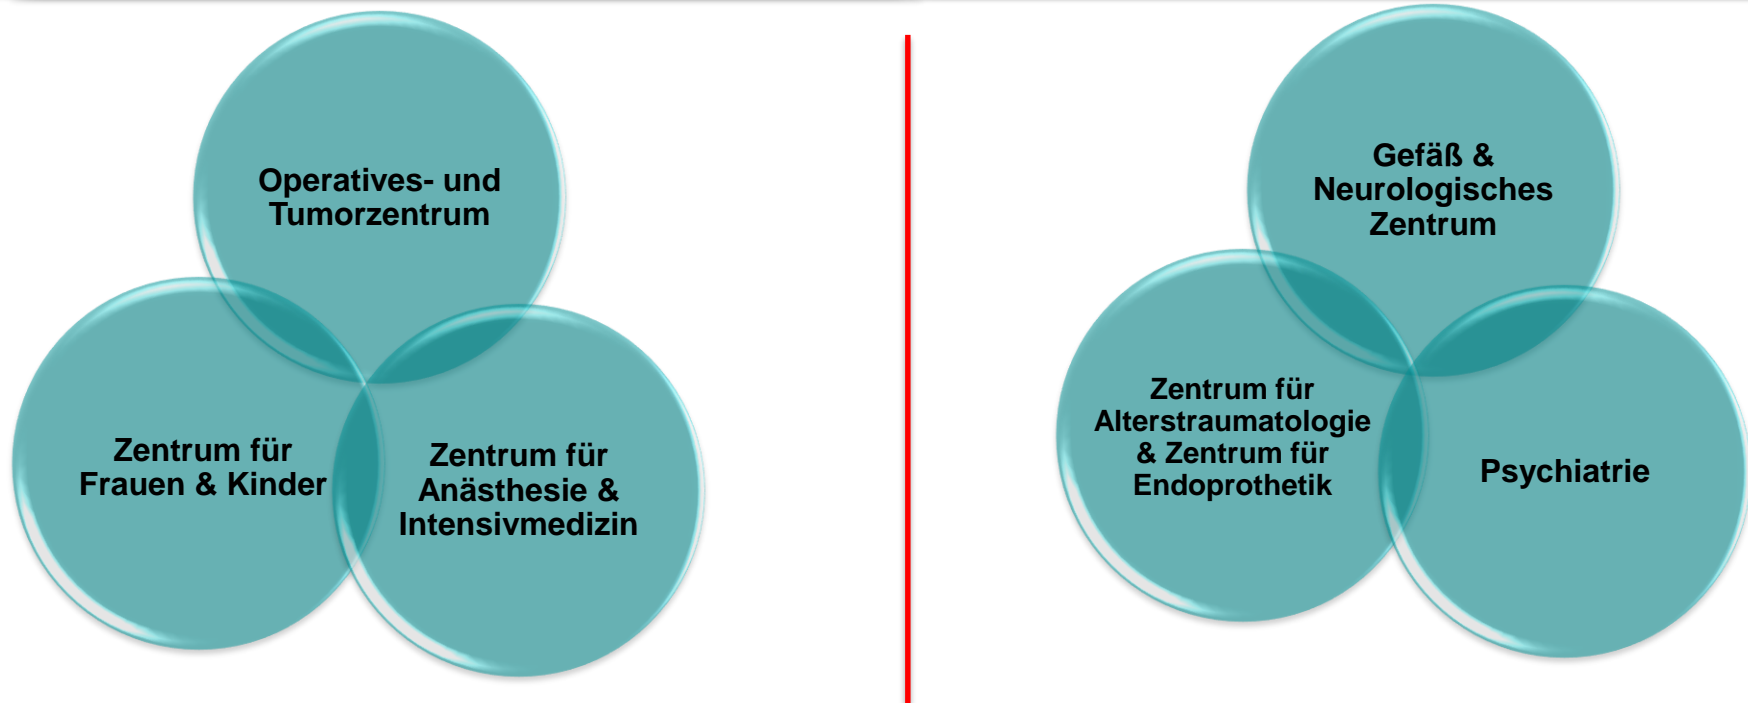 Operatives- und
Tumorzentrum
Zentrum für
Frauen & Kinder
Zentrum für
Anästhesie &
Intensivmedizin
Gefäß &
Neurologisches
Zentrum
Zentrum für
Alterstraumatologie
& Zentrum für
Endoprothetik
Psychiatrie